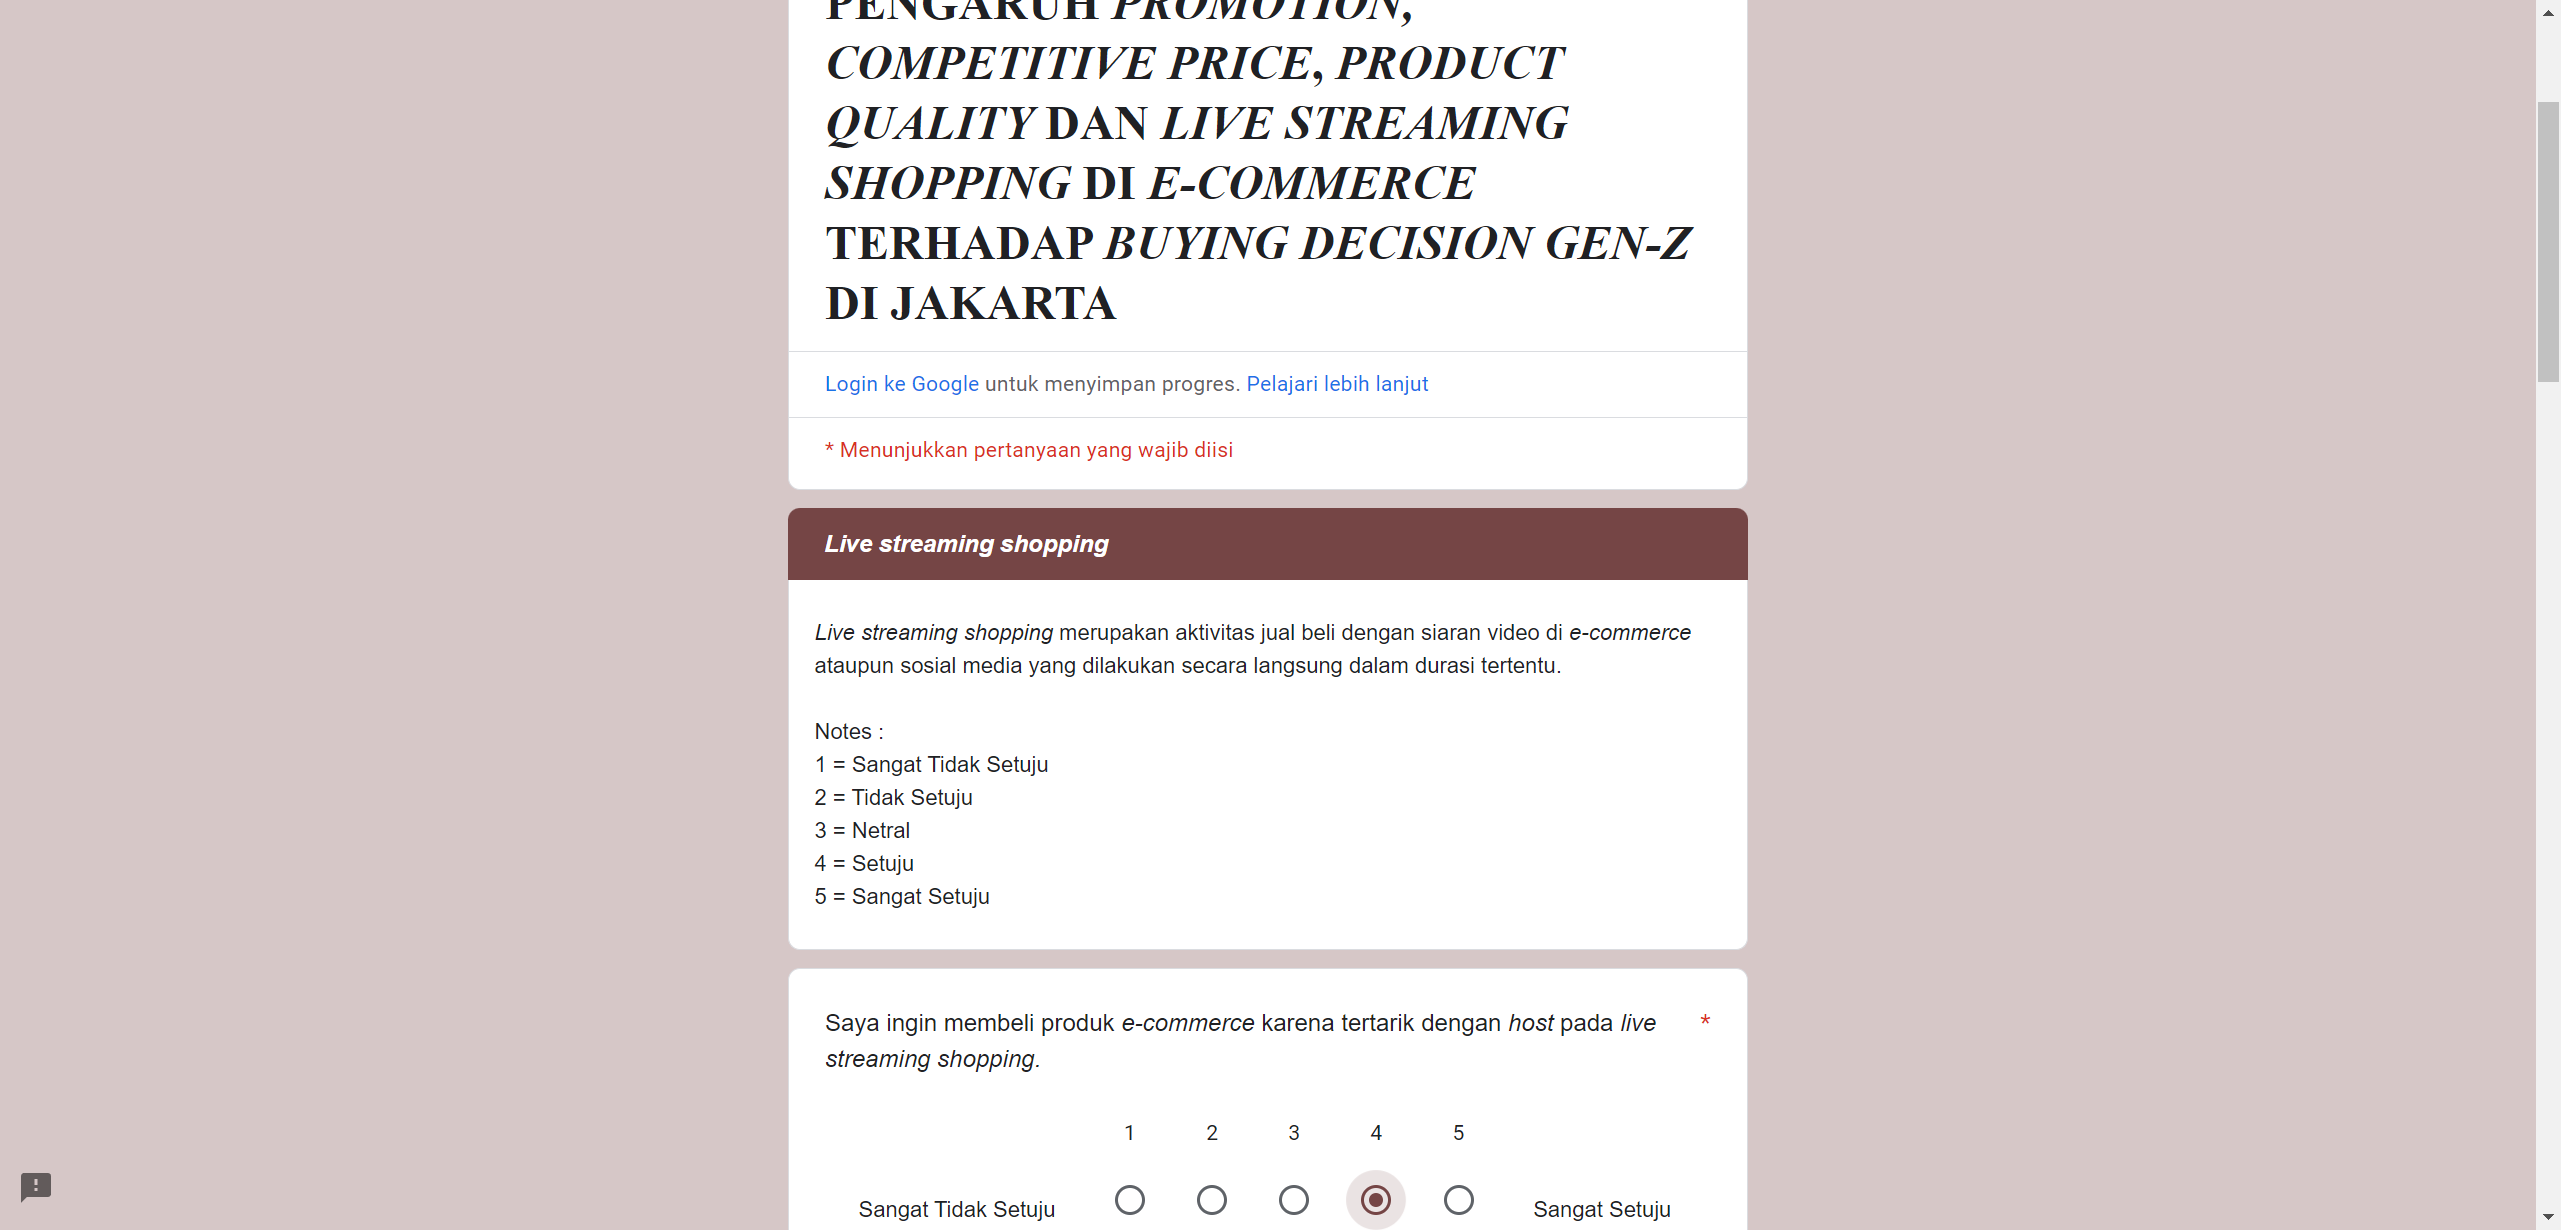 PENGARUH PROMOTION,
COMPETITIVE PRICE, PRODUCT
QUALITY DAN LIVE STREAMING
SHOPPING DI E-COMMERCE
TERHADAP BUYING DECISION GEN-Z
DI JAKARTA
Login ke Google untuk menyimpan progres. Pelajari lebih lanjut
* Menunjukkan pertanyaan yang wajib diisi
Live streaming shopping
Live streaming shopping merupakan aktivitas jual beli dengan siaran video di e-commerce
ataupun sosial media yang dilakukan secara langsung dalam durasi tertentu.
Notes :
1 = Sangat Tidak Setuju
2 = Tidak Setuju
3 = Netral
4 = Setuju
5 = Sangat Setuju
Saya ingin membeli produk e-commerce karena tertarik dengan host pada live *
streaming shopping.
1 2 3 4 5
Sangat Tidak Setuju Sangat Setuju